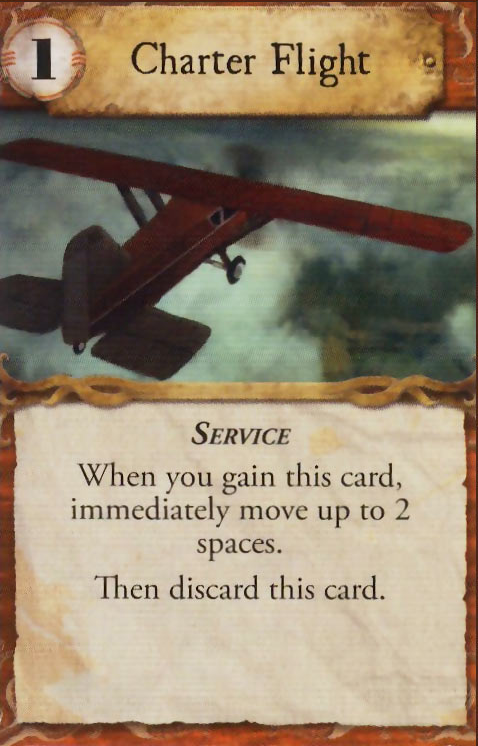 1
Charter Flight
Service
When you gain this card,
immediately move up to 2
spaces.
Then discard this card.